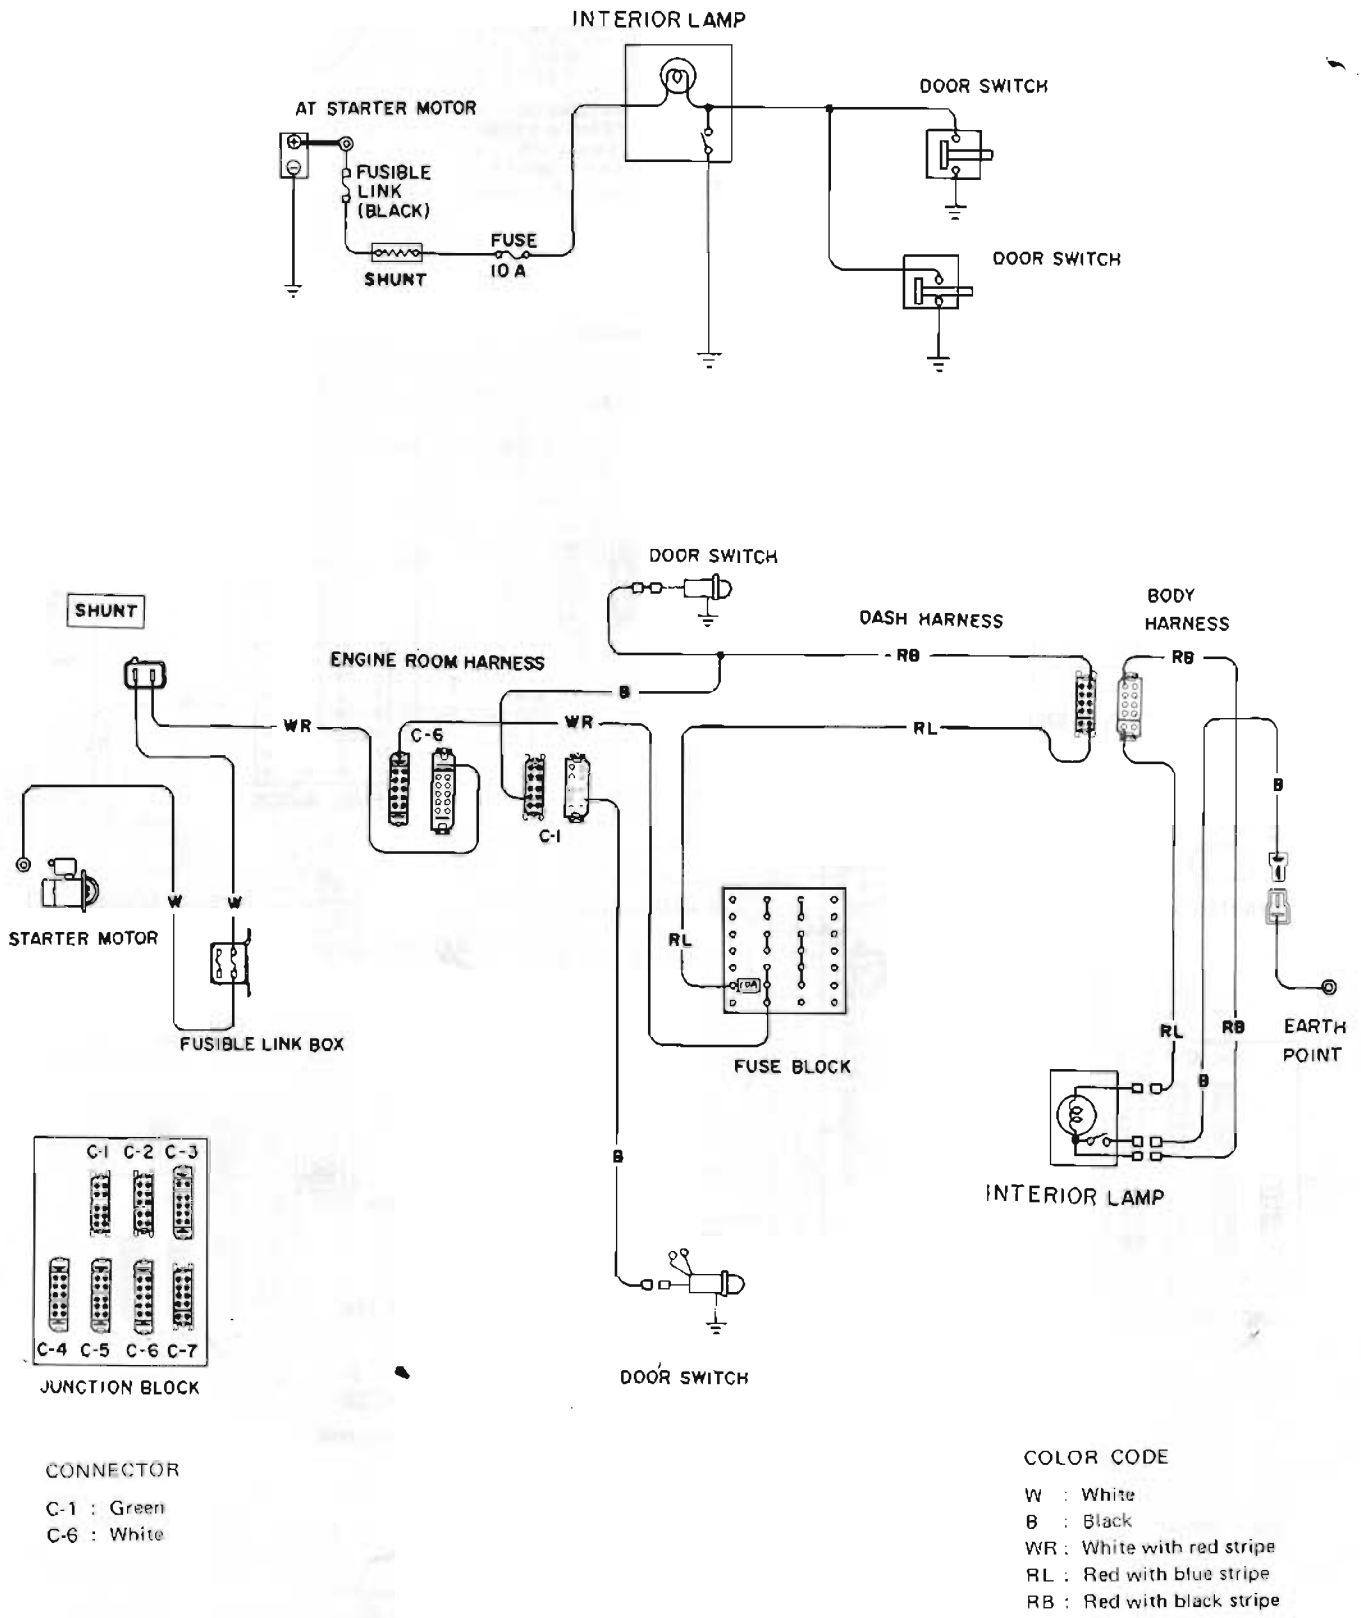 INTERIOR LAMP
DOOR SWITCH
AT STARTER MOTOR
FUSIBLE
LINK
(BLACK)
FUSE
10 A
SHUNT
DOOR SWITCH
DOOR SWITCH
SHUNT
BODY
HARNESS
DASH HARNESS
ENGINE ROOM HARNESS
RB
RB
B
WR
WR
RL
C-6
B
C-1
W
W
STARTER MOTOR
RL
10A
FUSIBLE LINK BOX
FUSE BLOCK
RL
RB
EARTH
POINT
B
B
INTERIOR LAMP
C-1 C-2 C-3
C-4 C-5 C-6 C-7
JUNCTION BLOCK
DOOR SWITCH
CONNECTOR
C-1 : Green
C-6 : White
COLOR CODE
W : White
B : Black
WR : White with red stripe
RL : Red with blue stripe
RB : Red with black stripe